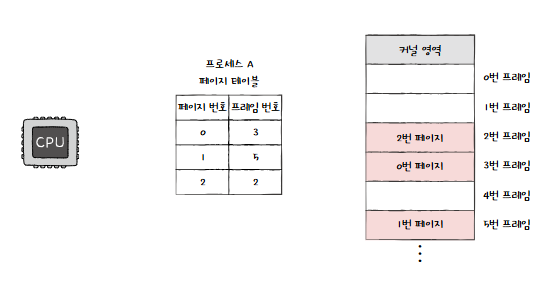 CPU
프로세스 A
페이지 테이블
페이지 번호 프레임 번호
0 3
1 5
2 2
커널 영역
0번 프레임
1번 프레임
2번 페이지 2번 프레임
0번 페이지 3번 프레임
4번 프레임
1번 페이지 5번 프레임